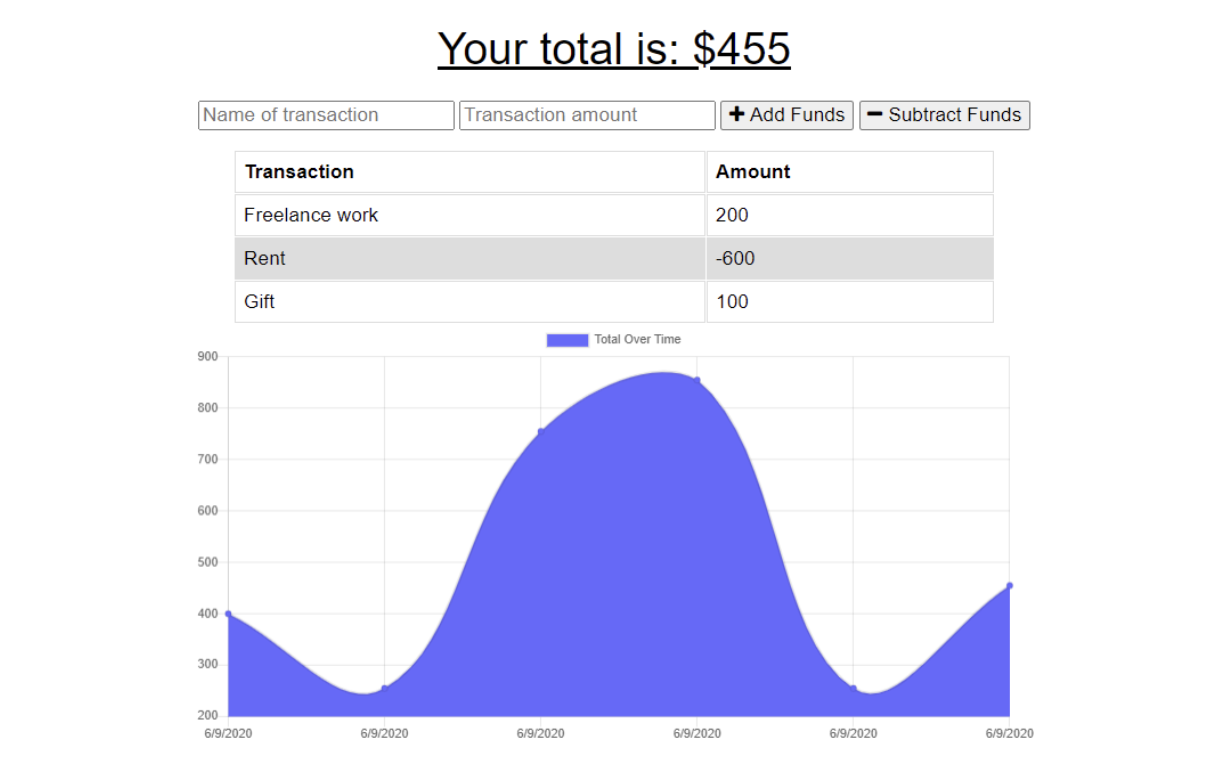 Your total is: $455
Name of transaction Transaction amount Add Funds Subtract Funds
Transaction Amount
Freelance work 200
Rent -600
Gift 100
Total Over Time
900
800
700
600
500
400
300
200
6/9/2020 6/9/2020 6/9/2020 6/9/2020 6/9/2020 6/9/2020